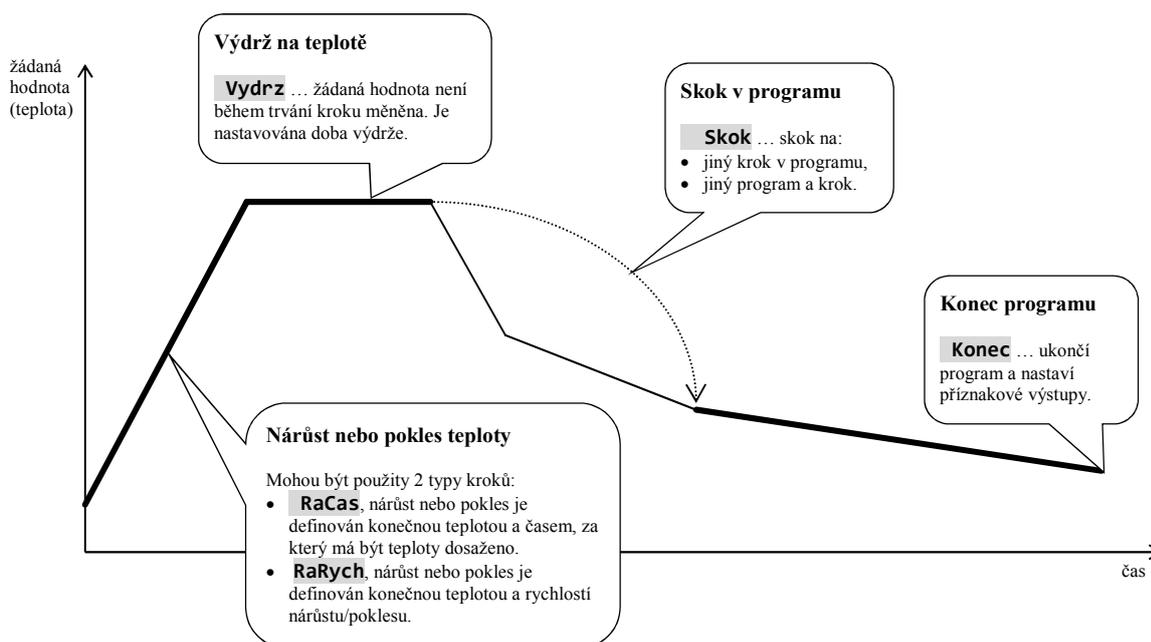 Výdrž na teplotě
Vydrz … žádaná hodnota není
během trvání kroku měněna. Je
nastavována doba výdrže.
žádaná
hodnota
(teplota)
Skok v programu
Skok … skok na:
• jiný krok v programu,
• jiný program a krok.
Konec programu
Konec … ukončí
program a nastaví
příznakové výstupy.
Nárůst nebo pokles teploty
Mohou být použity 2 typy kroků:
• RaCas, nárůst nebo pokles je
definován konečnou teplotou a časem, za
který má být teploty dosaženo.
• RaRych, nárůst nebo pokles je
definován konečnou teplotou a rychlostí
nárůstu/poklesu.
čas